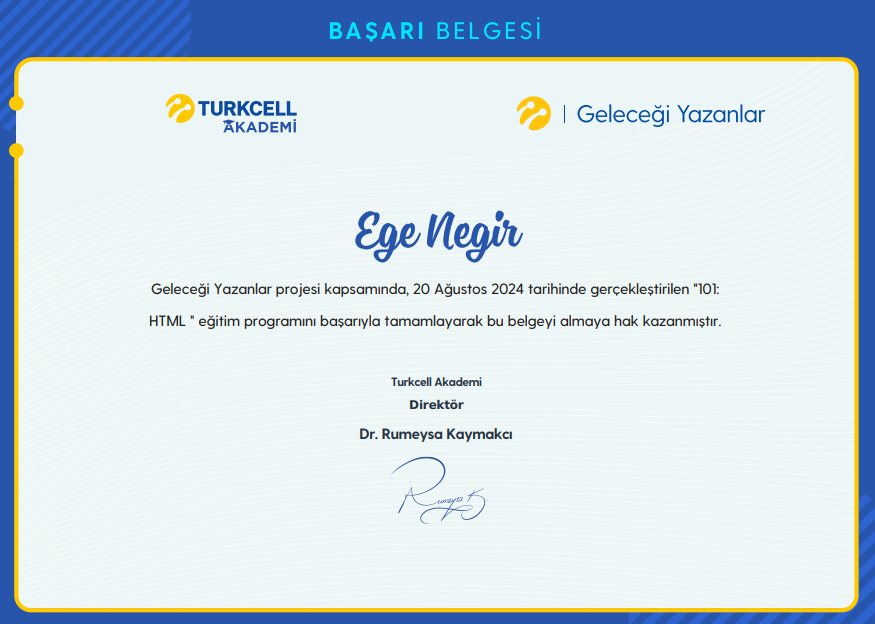 BAŞARI BELGESİ
TURKCELL
AKADEMİ
Geleceği Yazanlar
Ege Negir
Geleceği Yazanlar projesi kapsamında, 20 Ağustos 2024 tarihinde gerçekleştirilen "101:
HTML " eğitim programını başarıyla tamamlayarak bu belgeyi almaya hak kazanmıştır.
Turkcell Akademi
Direktör
Dr. Rumeysa Kaymakcı
Rumeysa K